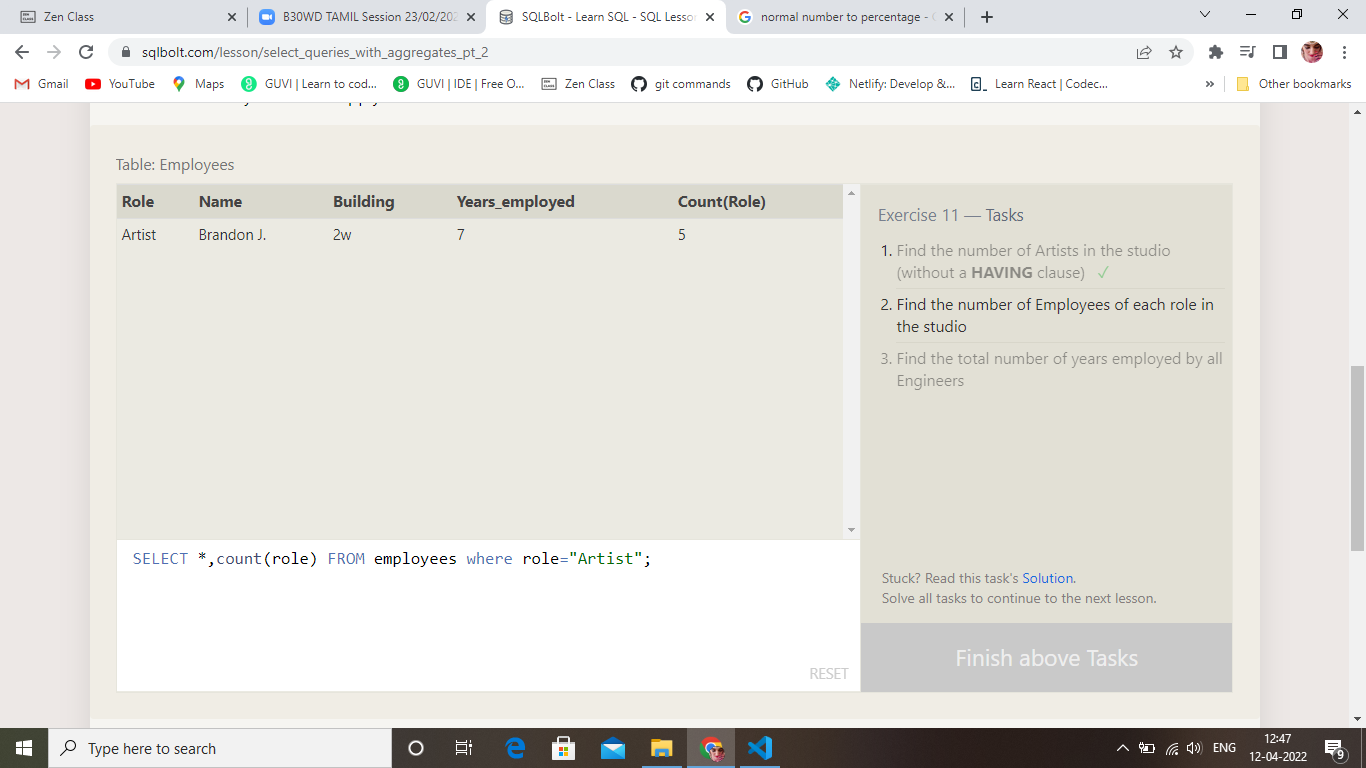 Zen Class
B30WD TAMIL Session 23/02/202
SQLBolt - Learn SQL - SQL Lesso
normal number to percentage -
sqlbolt.com/lesson/select_queries_with_aggregates_pt_2
Gmail
YouTube
Maps
GUVI | Learn to cod...
GUVI | IDE | Free O...
Zen Class
git commands
GitHub
Netlify: Develop &...
Learn React | Codec...
»
Other bookmarks
Table: Employees
Role Name Building Years_employed Count(Role)
Artist Brandon J. 2w 7 5
SELECT *,count(role) FROM employees where role="Artist";
RESET
Exercise 11 — Tasks
1. Find the number of Artists in the studio
(without a HAVING clause) ✓
2. Find the number of Employees of each role in
the studio
3. Find the total number of years employed by all
Engineers
Stuck? Read this task's Solution.
Solve all tasks to continue to the next lesson.
Finish above Tasks
Type here to search
ENG
12:47
12-04-2022
9